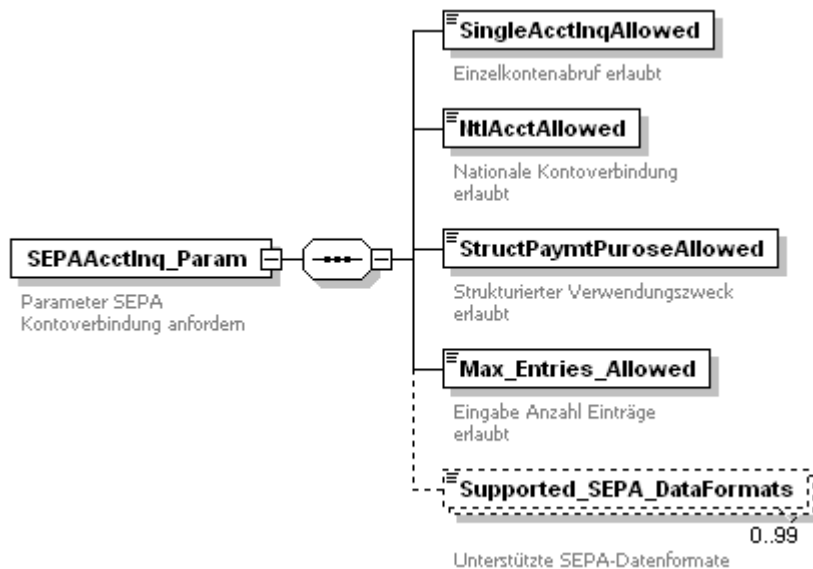 SingleAcctInqAllowed
Einzelkontenabruf erlaubt
NtlAcctAllowed
Nationale Kontoverbindung
erlaubt
SEPAAcctInq_Param
Parameter SEPA
Kontoverbindung anfordern
StructPaymtPuroseAllowed
Strukturierter Verwendungszweck
erlaubt
Max_Entries_Allowed
Eingabe Anzahl Einträge
erlaubt
Supported_SEPA_DataFormats
0..99
Unterstützte SEPA-Datenformate